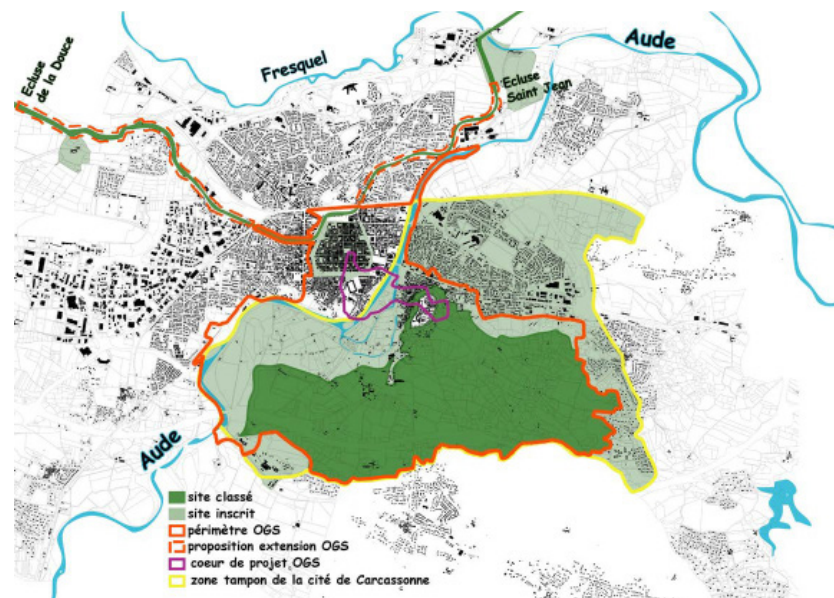 Fresquel
Aude
Ecluse
de la Douce
Ecluse
Saint Jean
Aude
site classé
site inscrit
périmètre OGS
proposition extension OGS
coeur de projet OGS
zone tampon de la cité de Carcassonne